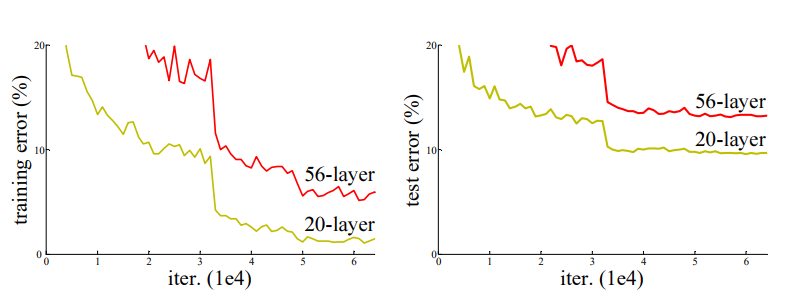 training error (%)
20
10
0
0 1 2 3 4 5 6
iter. (1e4)
56-layer
20-layer
test error (%)
20
10
0
0 1 2 3 4 5 6
iter. (1e4)
56-layer
20-layer